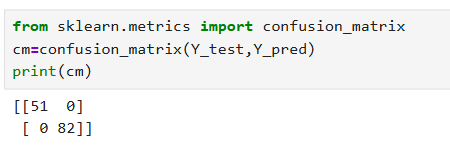 from sklearn.metrics import confusion_matrix
cm=confusion_matrix(Y_test,Y_pred)
print(cm)
[[51  0]
 [ 0 82]]